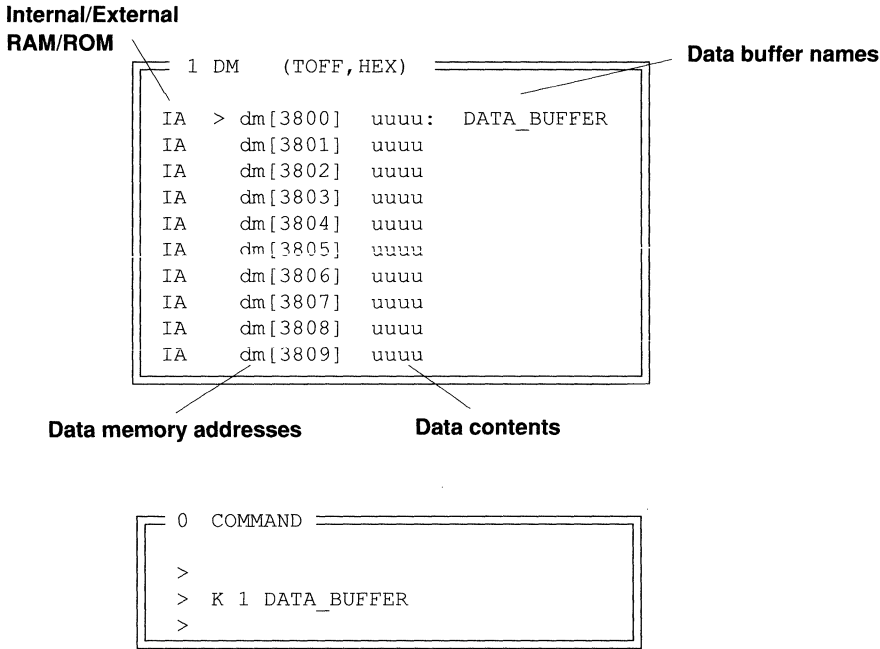 Internal/External
RAM/ROM
1 DM (TOFF,HEX)
Data buffer names
IA > dm[3800] uuuu: DATA_BUFFER
IA dm[3801] uuuu
IA dm[3802] uuuu
IA dm[3803] uuuu
IA dm[3804] uuuu
IA dm[3805] uuuu
IA dm[3806] uuuu
IA dm[3807] uuuu
IA dm[3808] uuuu
IA dm[3809] uuuu
Data memory addresses
Data contents
0 COMMAND
>
> K 1 DATA_BUFFER
>